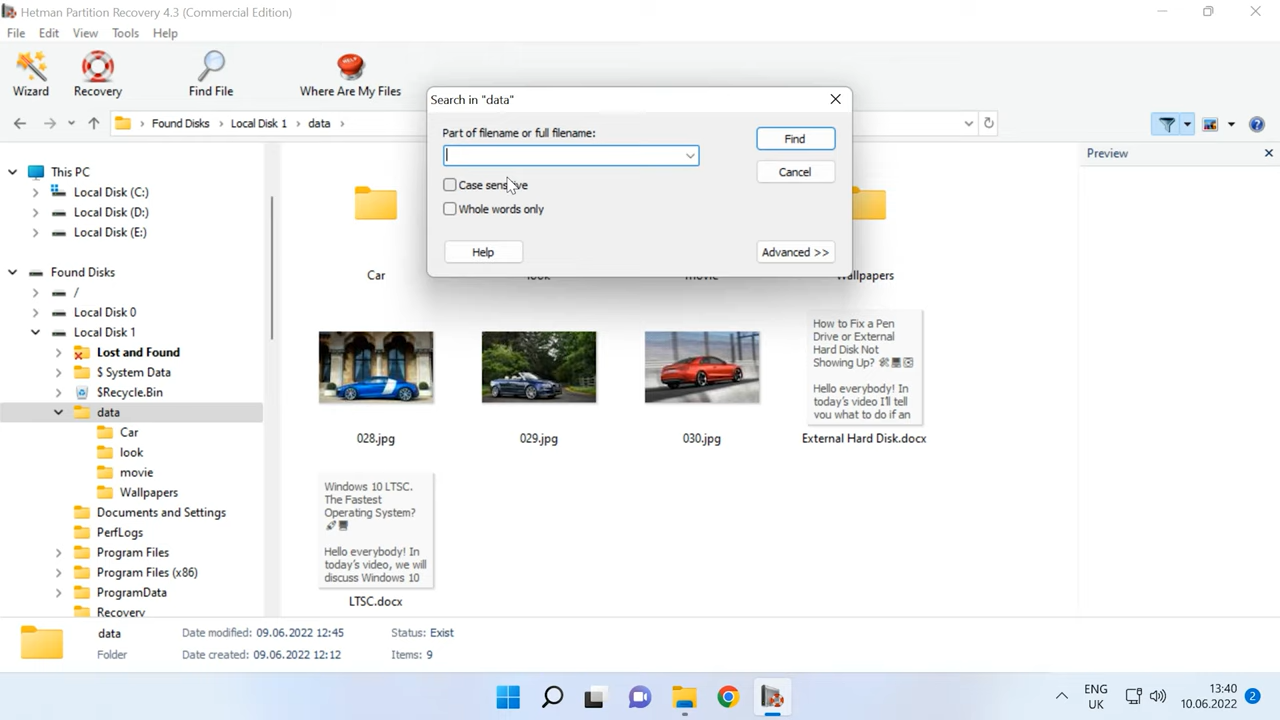 Hetman Partition Recovery 4.3 (Commercial Edition)
File Edit View Tools Help
Wizard Recovery Find File Where Are My Files
Found Disks Local Disk 1 data
Search in "data"
Part of filename or full filename:
Find
Cancel
Case sensitive
Whole words only
Help
Advanced >>
Preview
This PC
Local Disk (C:)
Local Disk (D:)
Local Disk (E:)
Found Disks
/
Local Disk 0
Local Disk 1
Lost and Found
$ System Data
$Recycle.Bin
data
Car
look
movie
Wallpapers
Documents and Settings
PerfLogs
Program Files
Program Files (x86)
ProgramData
Recovery
Car look movie Wallpapers
How to Fix a Pen
Drive or External
Hard Disk Not
Showing Up?
Hello everybody! In
today's video I'll tell
you what to do if an
028.jpg 029.jpg 030.jpg External Hard Disk.docx
Windows 10 LTSC.
The Fastest
Operating System?
Hello everybody! In
today's video, we will
discuss Windows 10
LTSC.docx
data Date modified: 09.06.2022 12:45 Status: Exist
Folder Date created: 09.06.2022 12:12 Items: 9
ENG
UK
13:40
10.06.2022
2